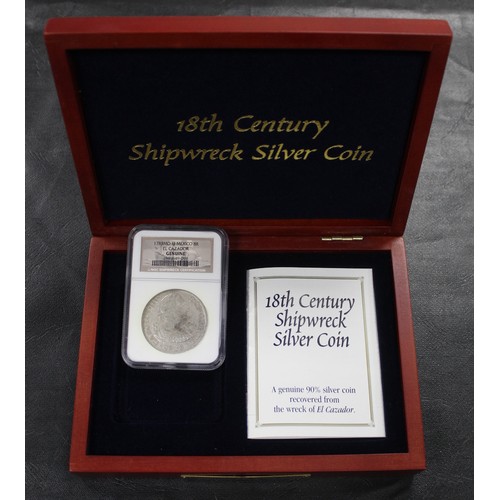 18th Century
Shipwreck Silver Coin
EL CAZADOR
GENUINE
18th Century
Shipwreck
Silver Coin
A genuine 90% silver coin
recovered from
the wreck of El Cazador.